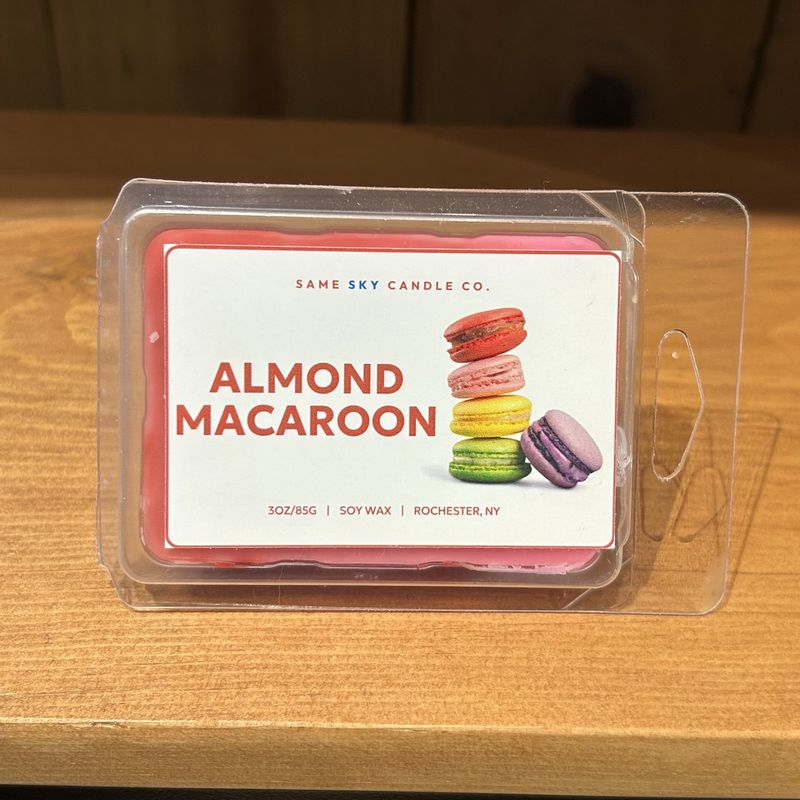 SAME SKY CANDLE CO.
ALMOND
MACAROON
3OZ/85G | SOY WAX | ROCHESTER, NY